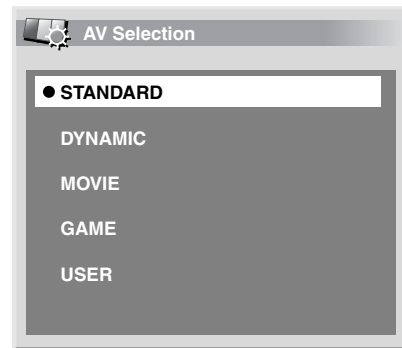 AV Selection
STANDARD
DYNAMIC
MOVIE
GAME
USER